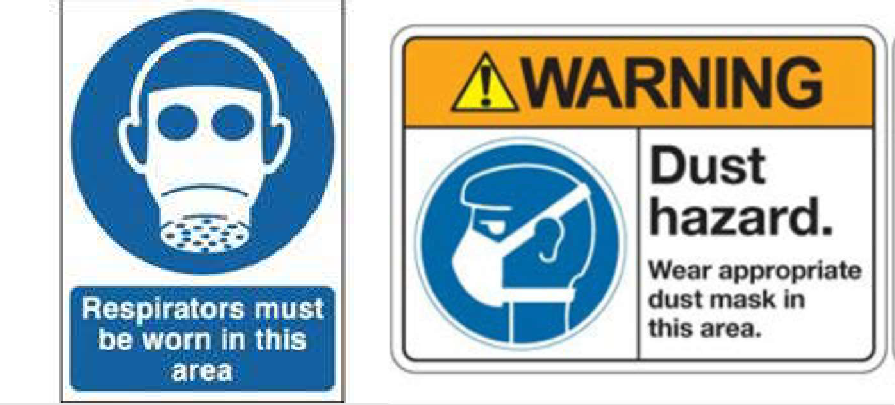 Respirators must
be worn in this
area
WARNING
Dust
hazard.
Wear appropriate
dust mask in
this area.